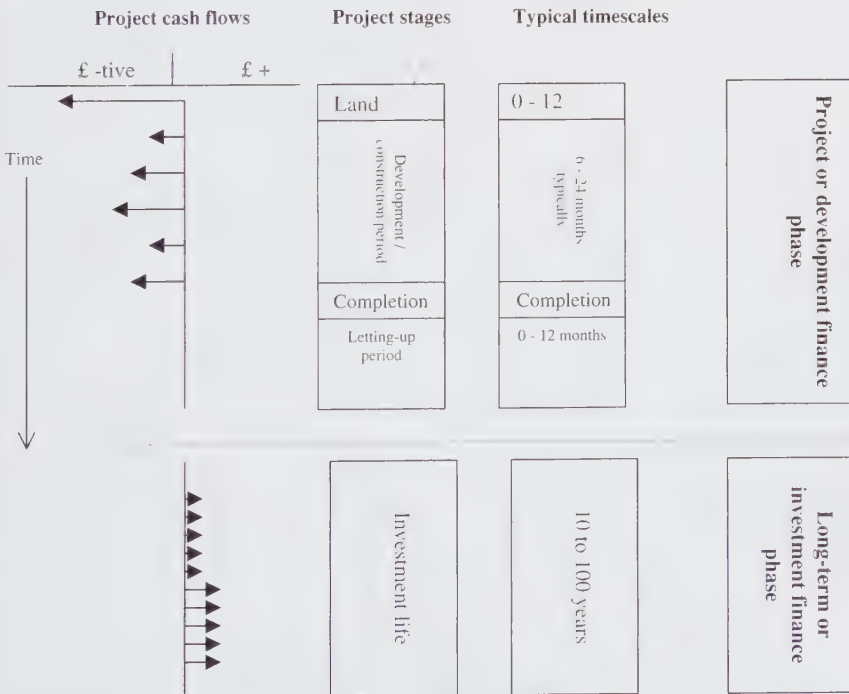 Project cash flows
Project stages
Typical timescales
£ -tive
£ +
Time
Land
0 - 12
Development /
construction period
6 - 24 months
typically
Completion
Completion
Letting-up
period
0 - 12 months
Project or development finance
phase
Investment life
10 to 100 years
Long-term or
investment finance
phase